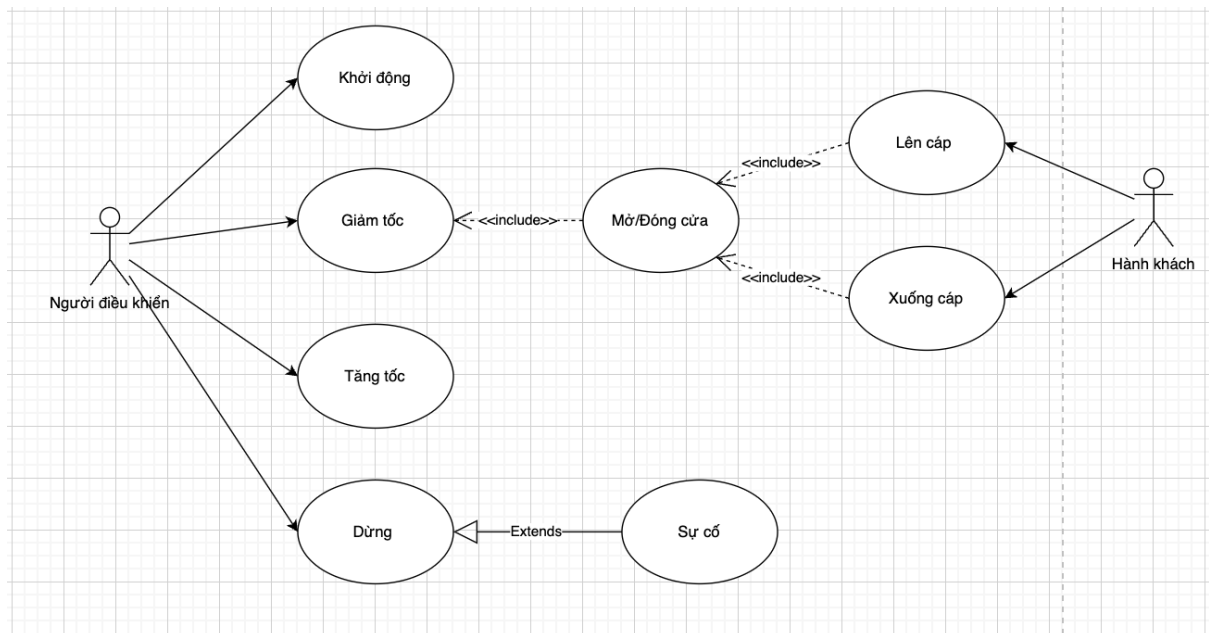 Khởi động
Lên cáp
<<include>>
Giảm tốc
<<include>>
Mở/Đóng cửa
Hành khách
<<include>>
Xuống cáp
Người điều khiển
Tăng tốc
Dừng
Extends
Sự cố